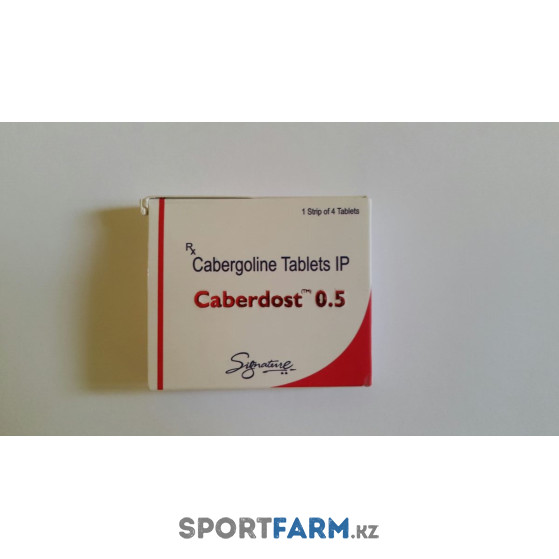 1 Strip of 4 Tablets
Rx
Cabergoline Tablets IP
Caberdost™ 0.5
Signature
SPORTFARM.kz